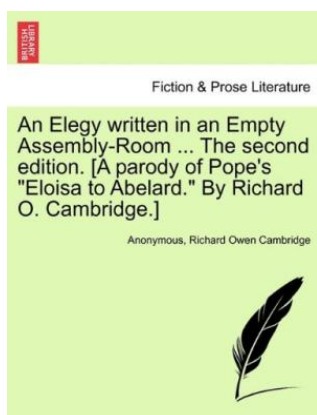 BRITISH
LIBRARY
Fiction & Prose Literature
An Elegy written in an Empty
Assembly-Room ... The second
edition. [A parody of Pope's
"Eloisa to Abelard." By Richard
O. Cambridge.]
Anonymous, Richard Owen Cambridge